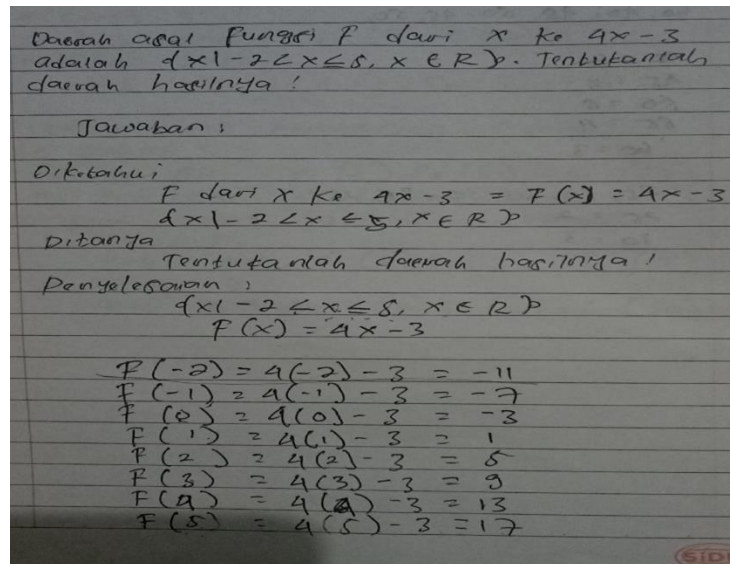 Daerah asal fungsi F dari x ke 4x-3
adalah {x|-2<x≤5, x ∈ R}. Tentukanlah
daerah hasilnya!
Jawaban:
Diketahui;
F dari x ke 4x-3 = F(x) = 4x-3
{x|-2<x≤5, x ∈ R}
Ditanya
Tentukanlah daerah hasilnya!
Penyelesaian:
{x|-2<x≤5, x ∈ R}
F(x) = 4x-3
F(-2) = 4(-2)-3 = -11
F(-1) = 4(-1)-3 = -7
F(0) = 4(0)-3 = -3
F(1) = 4(1)-3 = 1
F(2) = 4(2)-3 = 5
F(3) = 4(3)-3 = 9
F(4) = 4(4)-3 = 13
F(5) = 4(5)-3 = 17